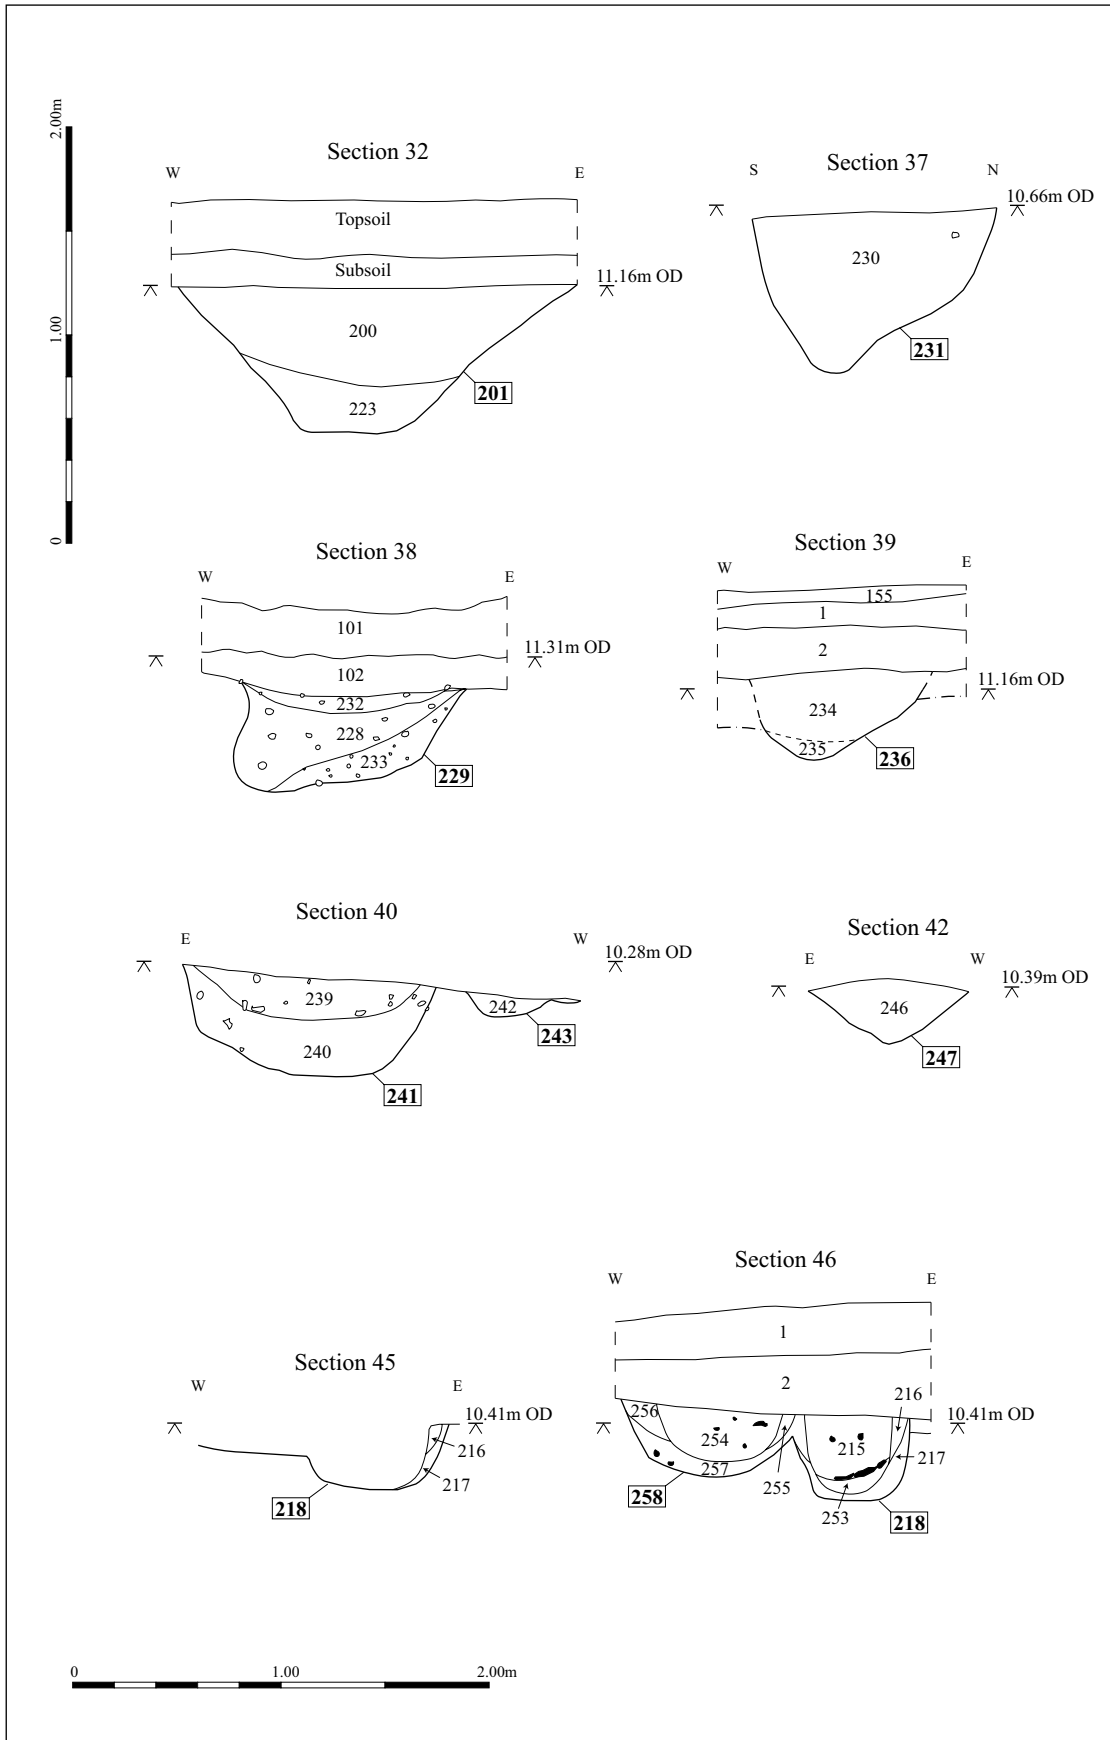 2.00m
1.00
0
Section 32
W
E
Topsoil
Subsoil
11.16m OD
200
201
223
Section 37
S
N
10.66m OD
230
231
Section 38
W
E
101
11.31m OD
102
232
228
233
229
Section 39
W
E
155
1
2
11.16m OD
234
235
236
Section 40
E
W
10.28m OD
239
242
240
243
241
Section 42
E
W
10.39m OD
246
247
Section 45
W
E
10.41m OD
216
217
218
Section 46
W
E
1
2
216
256
10.41m OD
254
215
217
257
255
258
253
218
0
1.00
2.00m